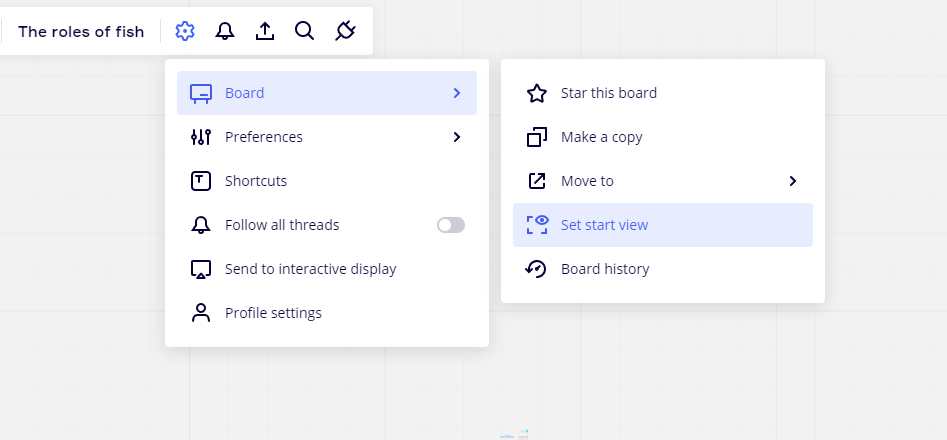 The roles of fish
Board
Preferences
Shortcuts
Follow all threads
Send to interactive display
Profile settings
Star this board
Make a copy
Move to
Set start view
Board history